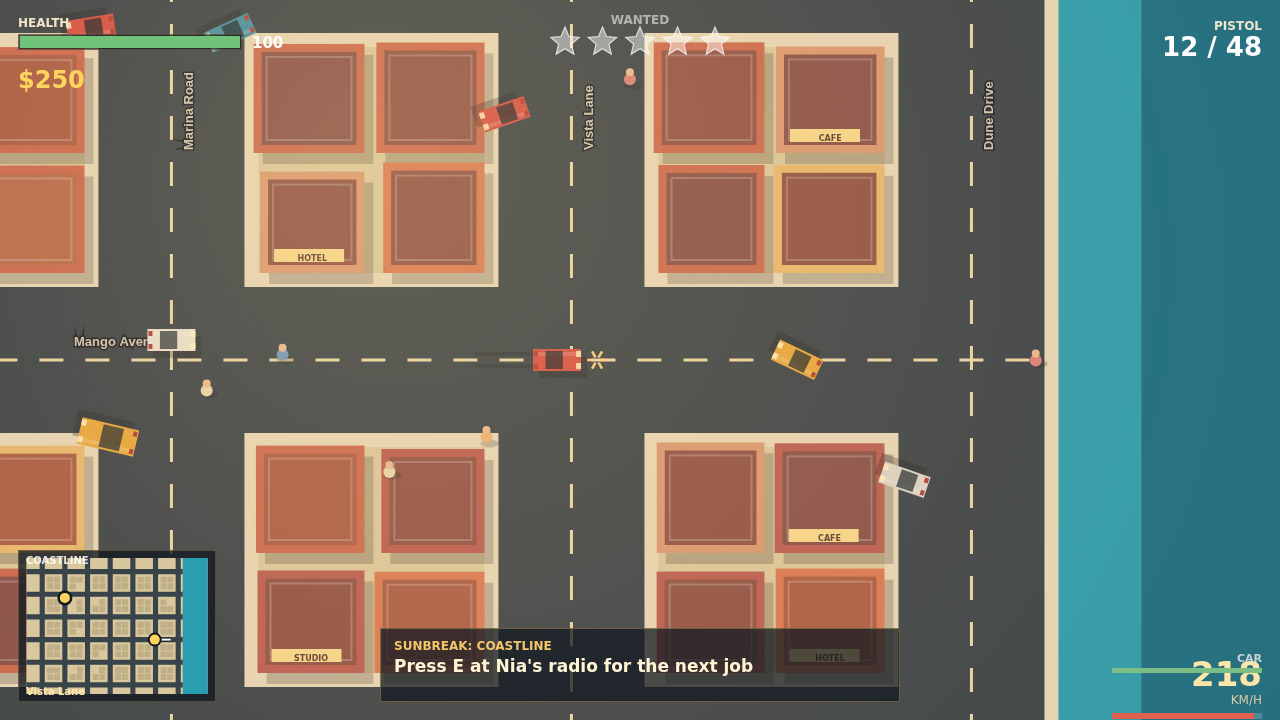 HEALTH
100
$250
WANTED
PISTOL
12 / 48
Marina Road
Vista Lane
Dune Drive
CAFE
HOTEL
Mango Aven
CAFE
STUDIO
HOTEL
COASTLINE
Vista Lane
SUNBREAK: COASTLINE
Press E at Nia's radio for the next job
CAR
218
KM/H